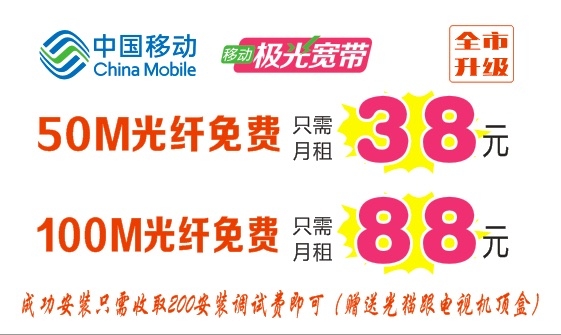 中国移动
China Mobile
移动 极光宽带
全市
升级
50M光纤免费 只需月租 38元
100M光纤免费 只需月租 88元
成功安装只需收取200安装调试费即可（赠送光猫跟电视机顶盒）